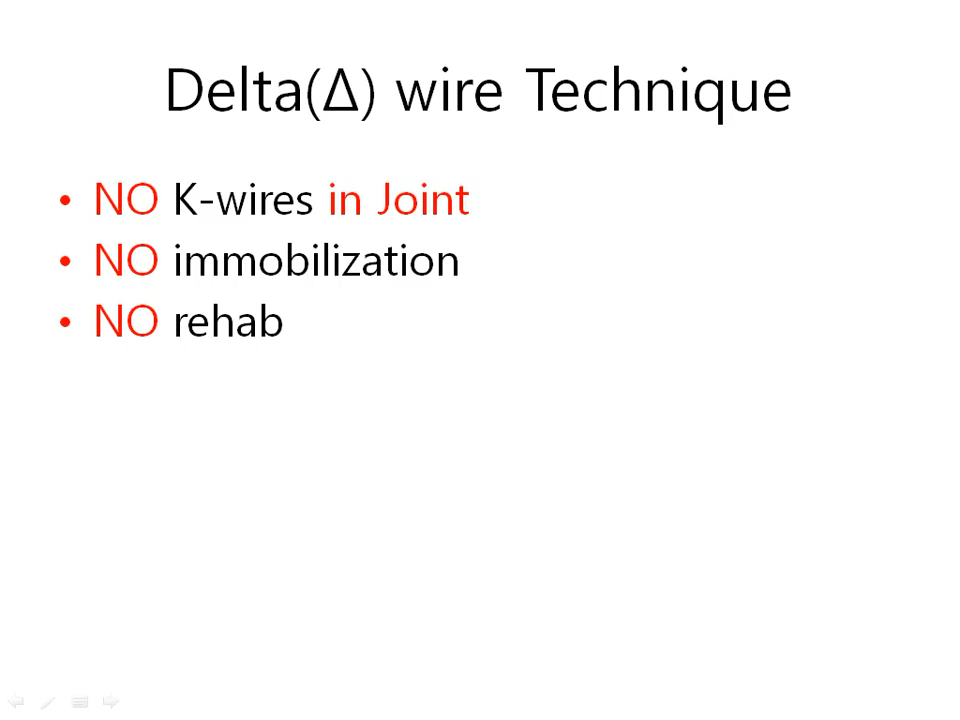 Delta(Δ) wire Technique
• NO K-wires in Joint
• NO immobilization
• NO rehab